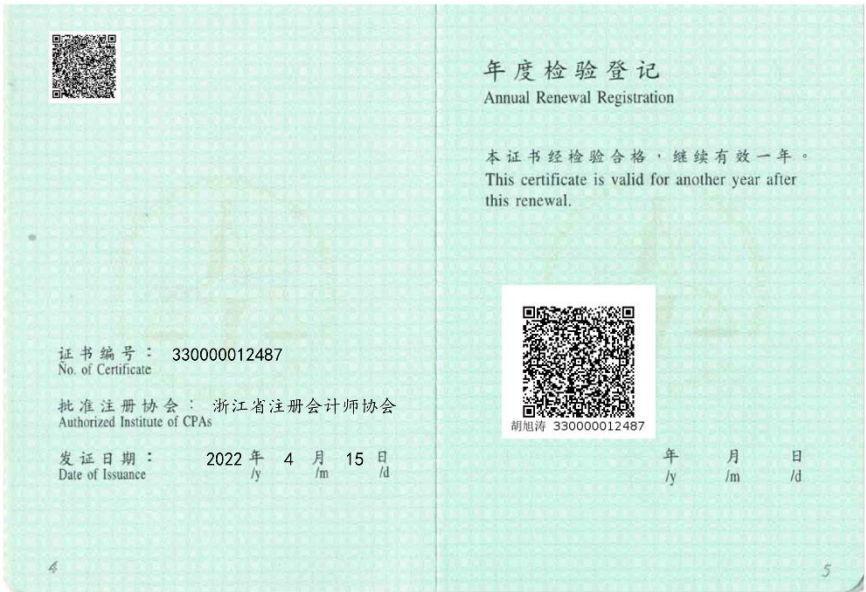 证书编号： 330000012487
No. of Certificate
批准注册协会： 浙江省注册会计师协会
Authorized Institute of CPAs
发证日期： 2022 年 4 月 15 日
Date of Issuance /y /m /d
4
年度检验登记
Annual Renewal Registration
本证书经检验合格，继续有效一年。
This certificate is valid for another year after
this renewal.
胡旭涛 330000012487
年 月 日
/y /m /d
5